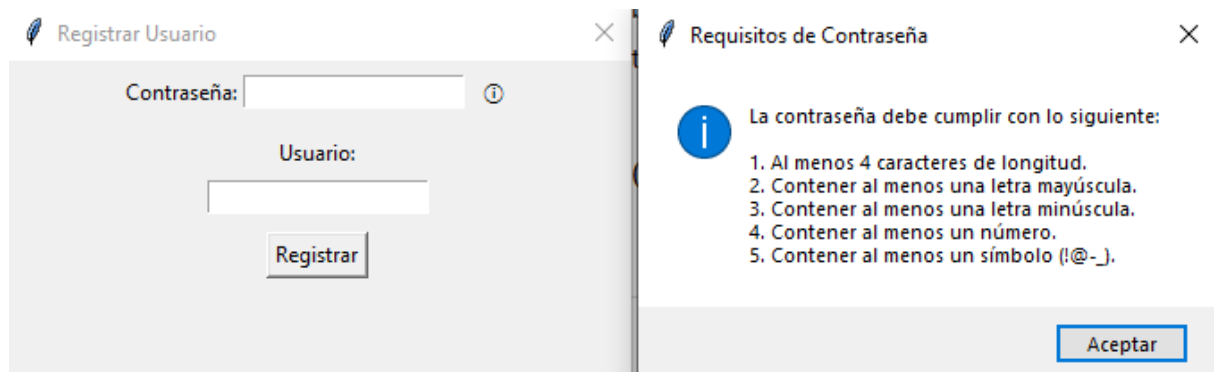 Registrar Usuario
Contraseña:
Usuario:
Registrar
Requisitos de Contraseña
La contraseña debe cumplir con lo siguiente:
1. Al menos 4 caracteres de longitud.
2. Contener al menos una letra mayúscula.
3. Contener al menos una letra minúscula.
4. Contener al menos un número.
5. Contener al menos un símbolo (!@-_).
Aceptar